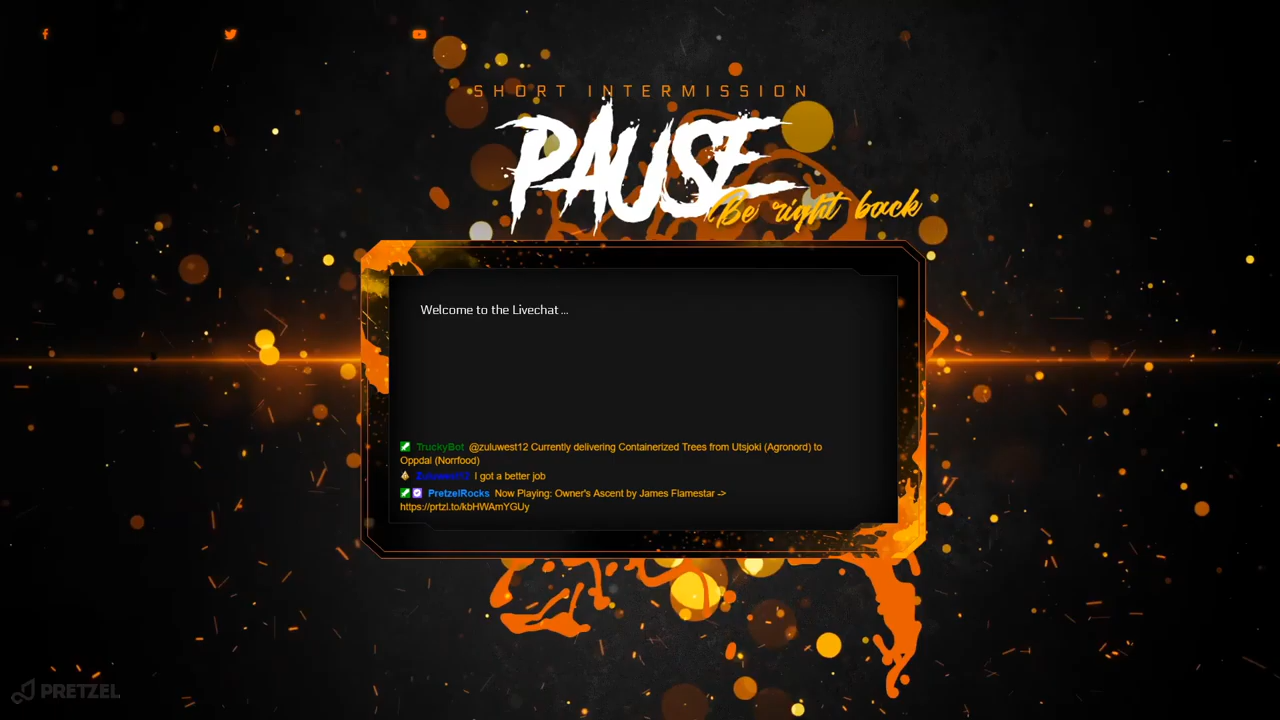 SHORT INTERMISSION
PAUSE
Be right back
Welcome to the Livechat ...
TruckyBot @zuluwest12 Currently delivering Containerized Trees from Utsjoki (Agronord) to
Oppdal (Norrfood)
Zuluwest12 I got a better job
PretzelRocks Now Playing: Owner's Ascent by James Flamestar ->
https://prtzl.to/kbHWAmYGUy
PRETZEL